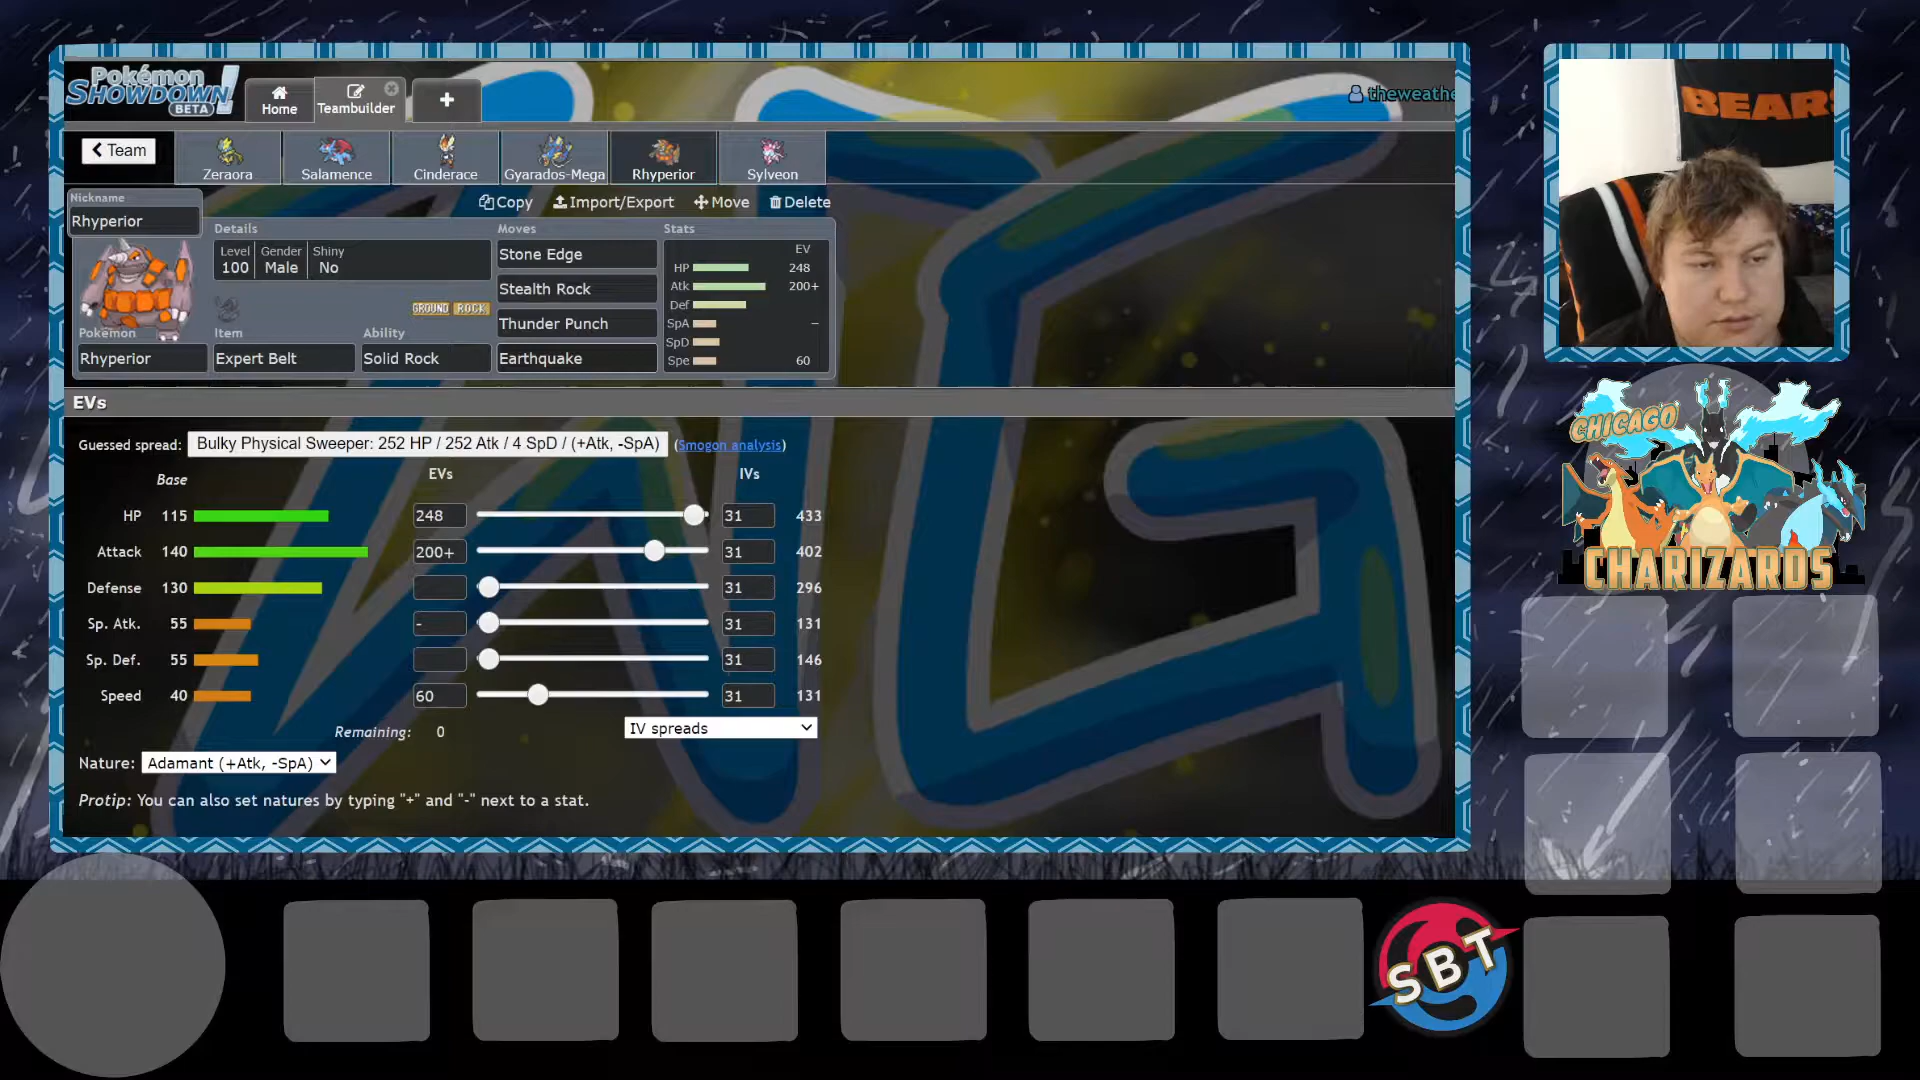 Pokémon
SHOWDOWN!
BETA
Home
Teambuilder
+
theweathe
BEARS
Team
Zeraora
Salamence
Cinderace
Gyarados-Mega
Rhyperior
Sylveon
Nickname
Rhyperior
Copy
Import/Export
Move
Delete
Details
Moves
Stats
Level
Gender
Shiny
100
Male
No
Stone Edge
Stealth Rock
Thunder Punch
Earthquake
EV
HP 248
Atk 200+
Def
SpA –
SpD
Spe 60
GROUND ROCK
Pokémon
Item
Ability
Rhyperior
Expert Belt
Solid Rock
EVs
Guessed spread: Bulky Physical Sweeper: 252 HP / 252 Atk / 4 SpD / (+Atk, -SpA) (Smogon analysis)
Base EVs IVs
HP 115 248 31 433
Attack 140 200+ 31 402
Defense 130 31 296
Sp. Atk. 55 - 31 131
Sp. Def. 55 31 146
Speed 40 60 31 131
Remaining: 0
IV spreads
Nature: Adamant (+Atk, -SpA)
Protip: You can also set natures by typing "+" and "-" next to a stat.
CHICAGO
CHARIZARDS
SBT